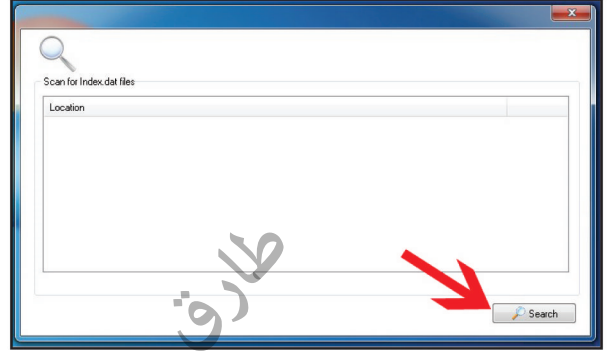 Scan for Index.dat files
Location
طارق
Search